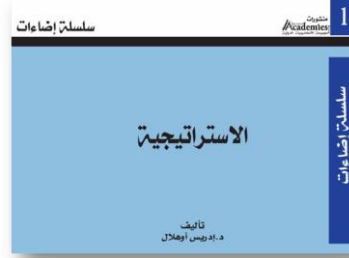 سلسلة إضاءات
منشورات
Academies
1
سلسلة إضاءات
الاستراتيجية
تأليف
د.إدريس أوهلال